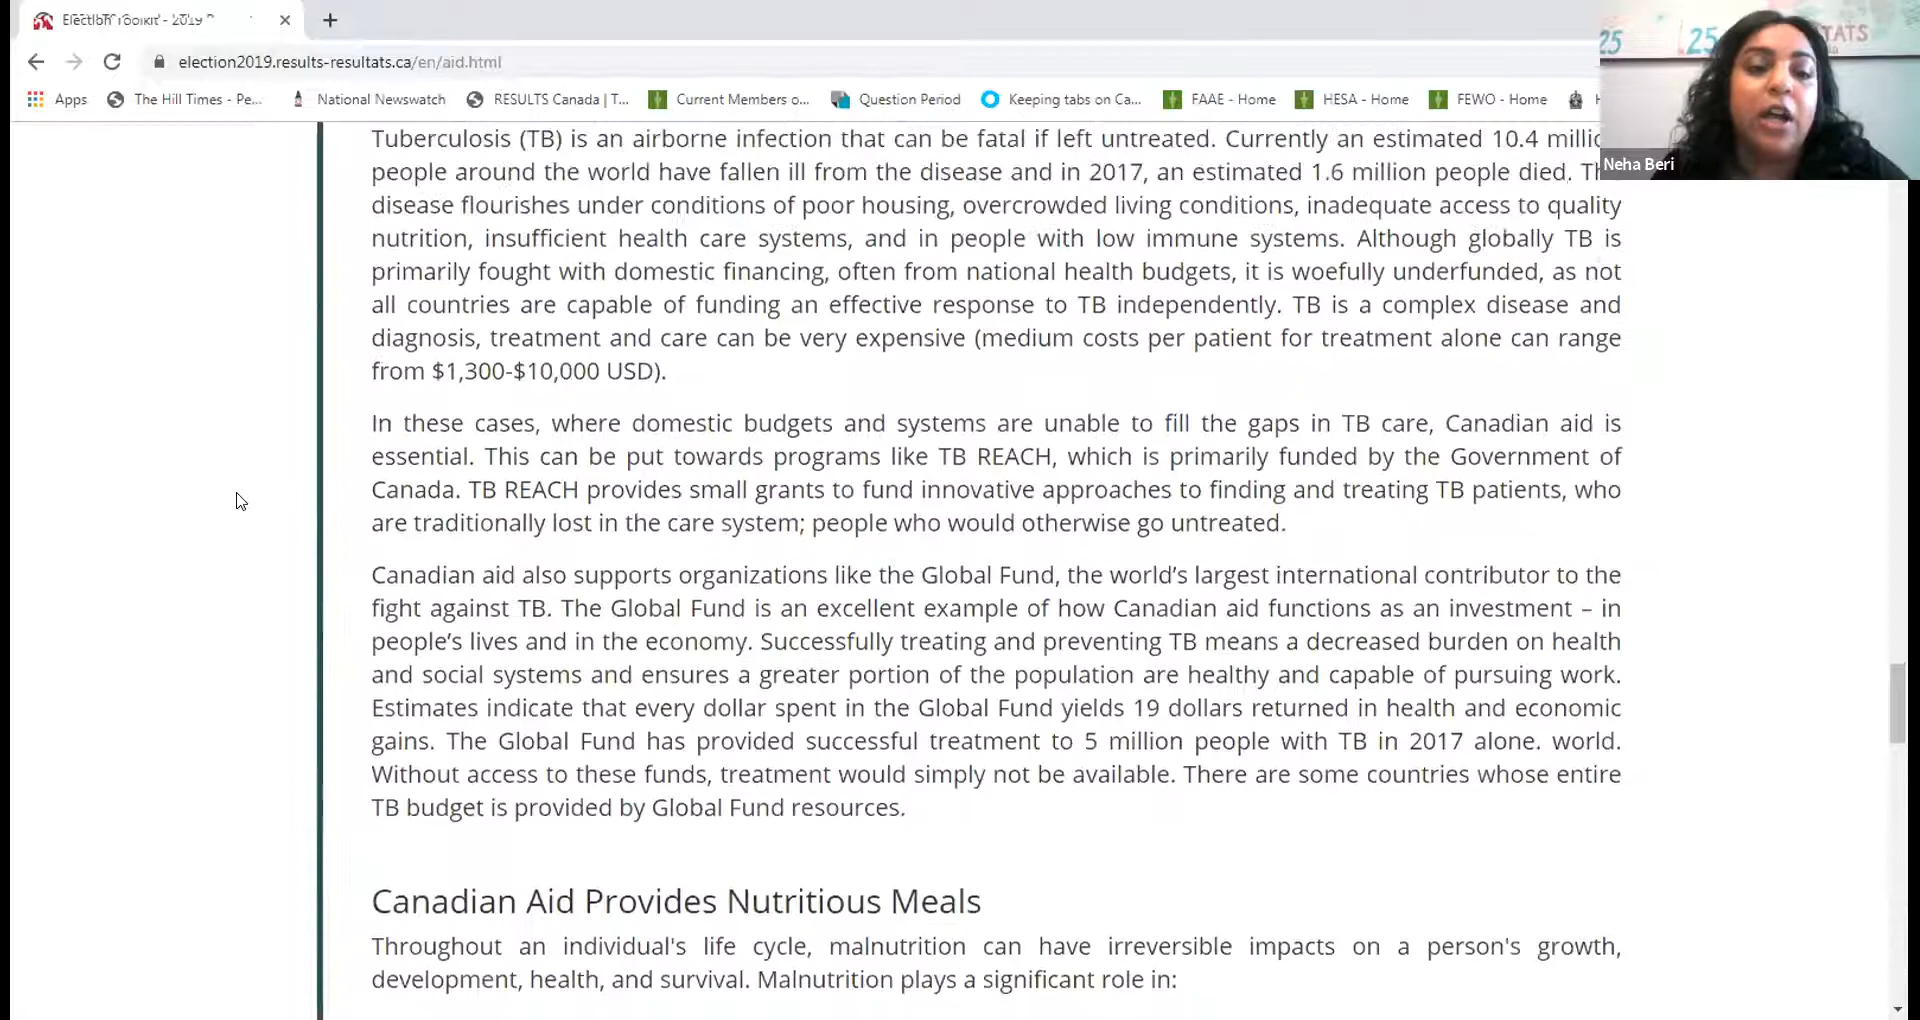 Election Toolkit - 2019
election2019.results-resultats.ca/en/aid.html
Apps The Hill Times - Pe... National Newswatch RESULTS Canada | T... Current Members o... Question Period Keeping tabs on Ca... FAAE - Home HESA - Home FEWO - Home
25 25 TATS
Neha Beri
Tuberculosis (TB) is an airborne infection that can be fatal if left untreated. Currently an estimated 10.4 millio
people around the world have fallen ill from the disease and in 2017, an estimated 1.6 million people died. Th
disease flourishes under conditions of poor housing, overcrowded living conditions, inadequate access to quality
nutrition, insufficient health care systems, and in people with low immune systems. Although globally TB is
primarily fought with domestic financing, often from national health budgets, it is woefully underfunded, as not
all countries are capable of funding an effective response to TB independently. TB is a complex disease and
diagnosis, treatment and care can be very expensive (medium costs per patient for treatment alone can range
from $1,300-$10,000 USD).
In these cases, where domestic budgets and systems are unable to fill the gaps in TB care, Canadian aid is
essential. This can be put towards programs like TB REACH, which is primarily funded by the Government of
Canada. TB REACH provides small grants to fund innovative approaches to finding and treating TB patients, who
are traditionally lost in the care system; people who would otherwise go untreated.
Canadian aid also supports organizations like the Global Fund, the world's largest international contributor to the
fight against TB. The Global Fund is an excellent example of how Canadian aid functions as an investment – in
people's lives and in the economy. Successfully treating and preventing TB means a decreased burden on health
and social systems and ensures a greater portion of the population are healthy and capable of pursuing work.
Estimates indicate that every dollar spent in the Global Fund yields 19 dollars returned in health and economic
gains. The Global Fund has provided successful treatment to 5 million people with TB in 2017 alone. world.
Without access to these funds, treatment would simply not be available. There are some countries whose entire
TB budget is provided by Global Fund resources.
Canadian Aid Provides Nutritious Meals
Throughout an individual's life cycle, malnutrition can have irreversible impacts on a person's growth,
development, health, and survival. Malnutrition plays a significant role in: